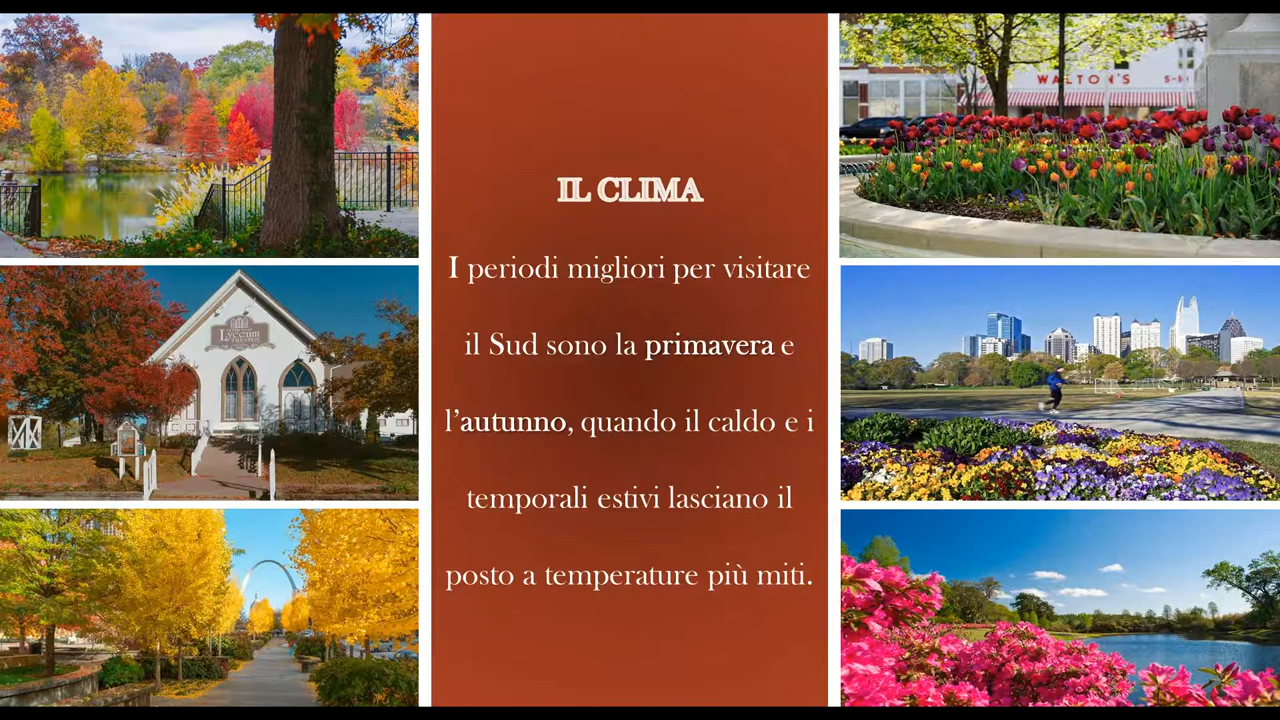 IL CLIMA
I periodi migliori per visitare
il Sud sono la primavera e
l’autunno, quando il caldo e i
temporali estivi lasciano il
posto a temperature più miti.
WALTON'S
Lyceum